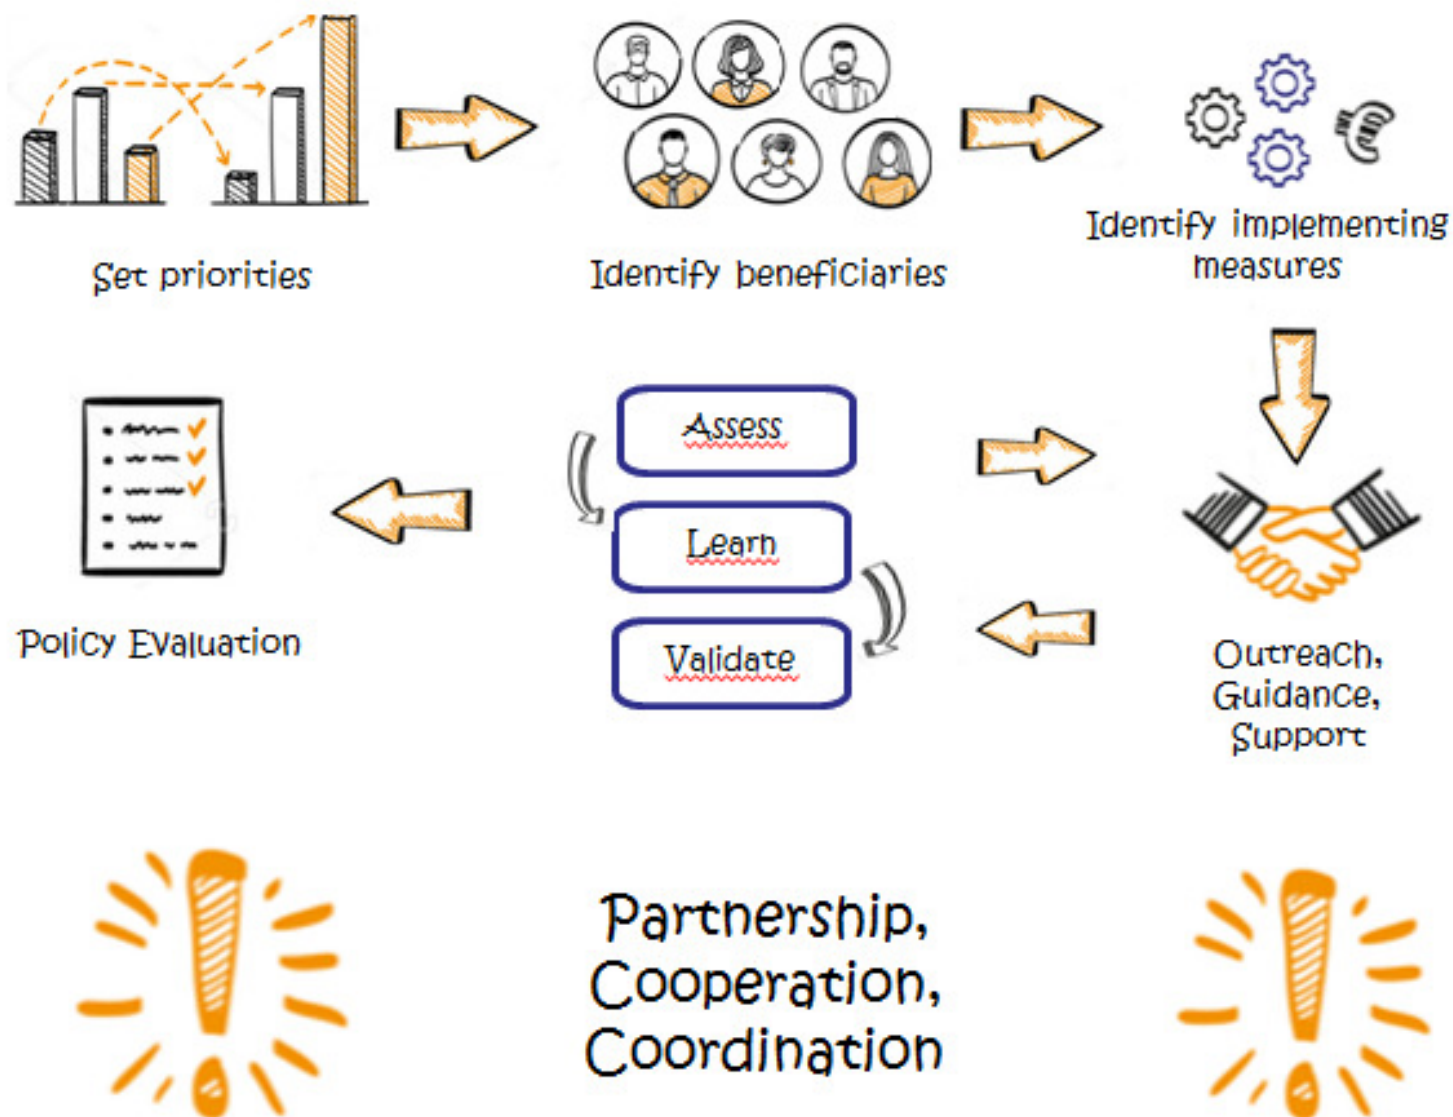 Set priorities
Identify beneficiaries
Identify implementing
measures
Assess
Learn
Validate
Policy Evaluation
Outreach,
Guidance,
Support
Partnership,
Cooperation,
Coordination